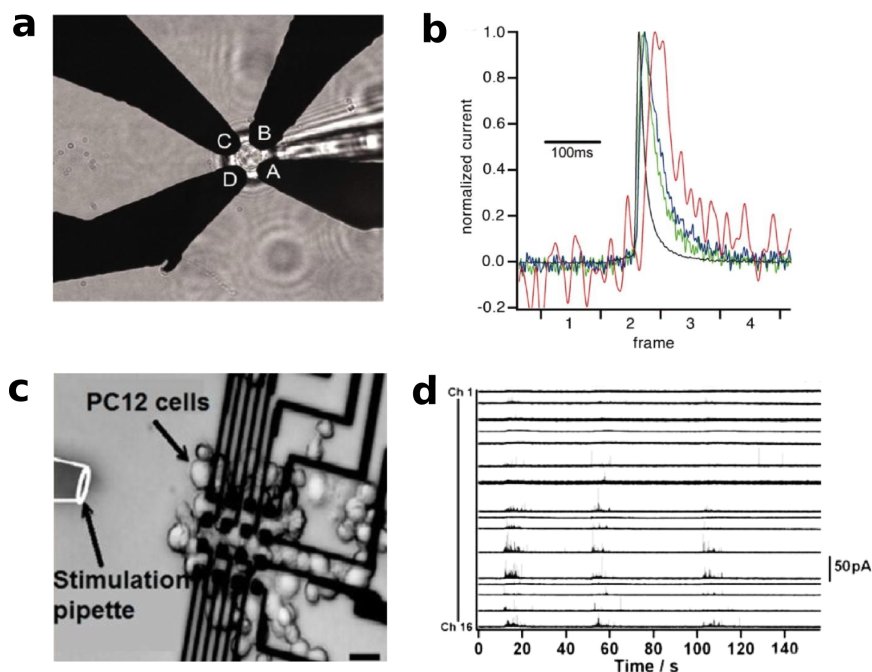 a
C
B
D
A
b
normalized current
1.0
0.8
0.6
0.4
0.2
0.0
-0.2
100ms
1
2
3
4
frame
c
PC12 cells
Stimulation
pipette
d
Ch 1
Ch 16
50pA
0
20
40
60
80
100
120
140
Time / s